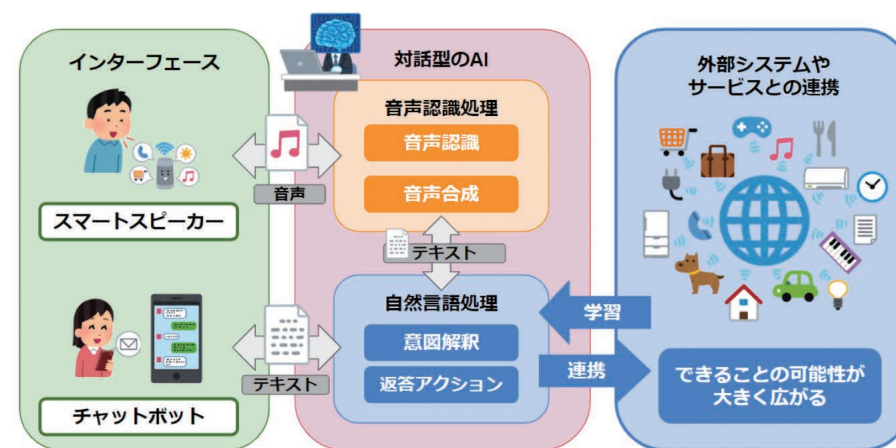 インターフェース
スマートスピーカー
チャットボット
音声
テキスト
対話型のAI
音声認識処理
音声認識
音声合成
テキスト
自然言語処理
意図解釈
返答アクション
学習
連携
外部システムや
サービスとの連携
できることの可能性が
大きく広がる